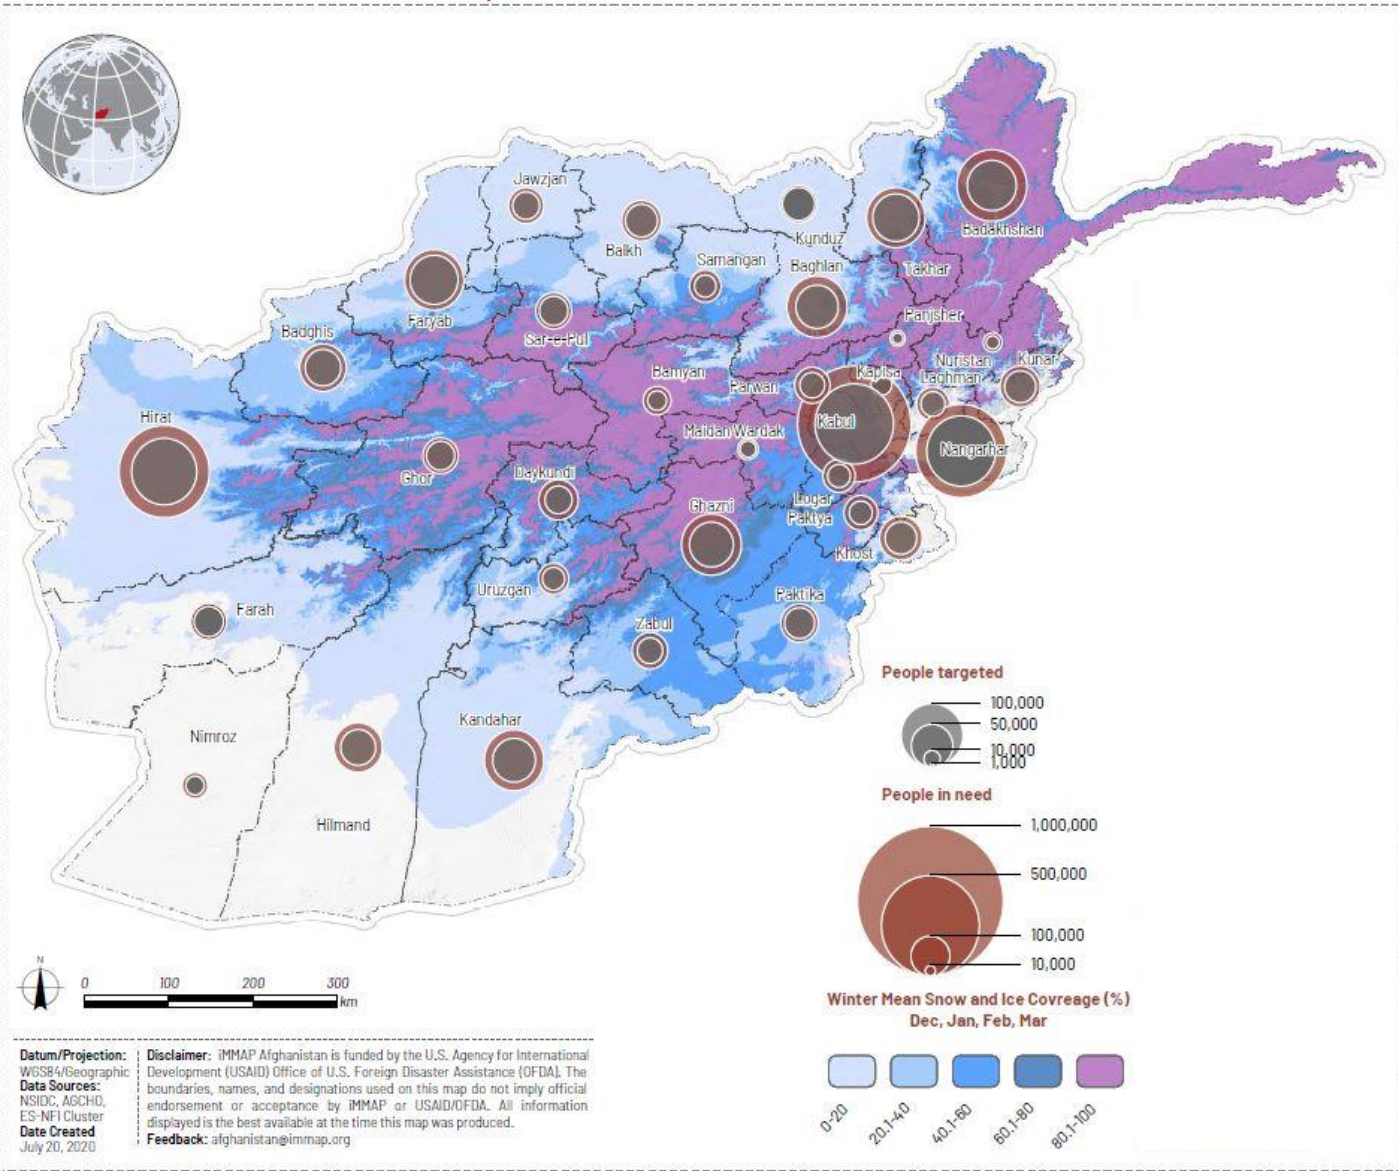 Jawzjan
Balkh
Kunduz
Badakhshan
Samangan
Baghlan
Takhar
Faryab
Sar-e-Pul
Panjsher
Badghis
Nuristan
Kunar
Laghman
Kapisa
Bamyan
Parwan
Hirat
Kabul
Maidan Wardak
Nangarhar
Ghor
Daykundi
Ghazni
Logar
Paktya
Khost
Uruzgan
Paktika
Farah
Zabul
Kandahar
Nimroz
Hilmand
People targeted
100,000
50,000
10,000
1,000
People in need
1,000,000
500,000
100,000
10,000
Winter Mean Snow and Ice Covreage (%)
Dec, Jan, Feb, Mar
0-20
20.1-40
40.1-60
60.1-80
80.1-100
N
0 100 200 300
km
Datum/Projection:
WGS84/Geographic
Data Sources:
NSIDC, AGCHO,
ES-NFI Cluster
Date Created
July 20, 2020
Disclaimer: iMMAP Afghanistan is funded by the U.S. Agency for International
Development (USAID) Office of U.S. Foreign Disaster Assistance (OFDA). The
boundaries, names, and designations used on this map do not imply official
endorsement or acceptance by iMMAP or USAID/OFDA. All information
displayed is the best available at the time this map was produced.
Feedback: afghanistan@immap.org